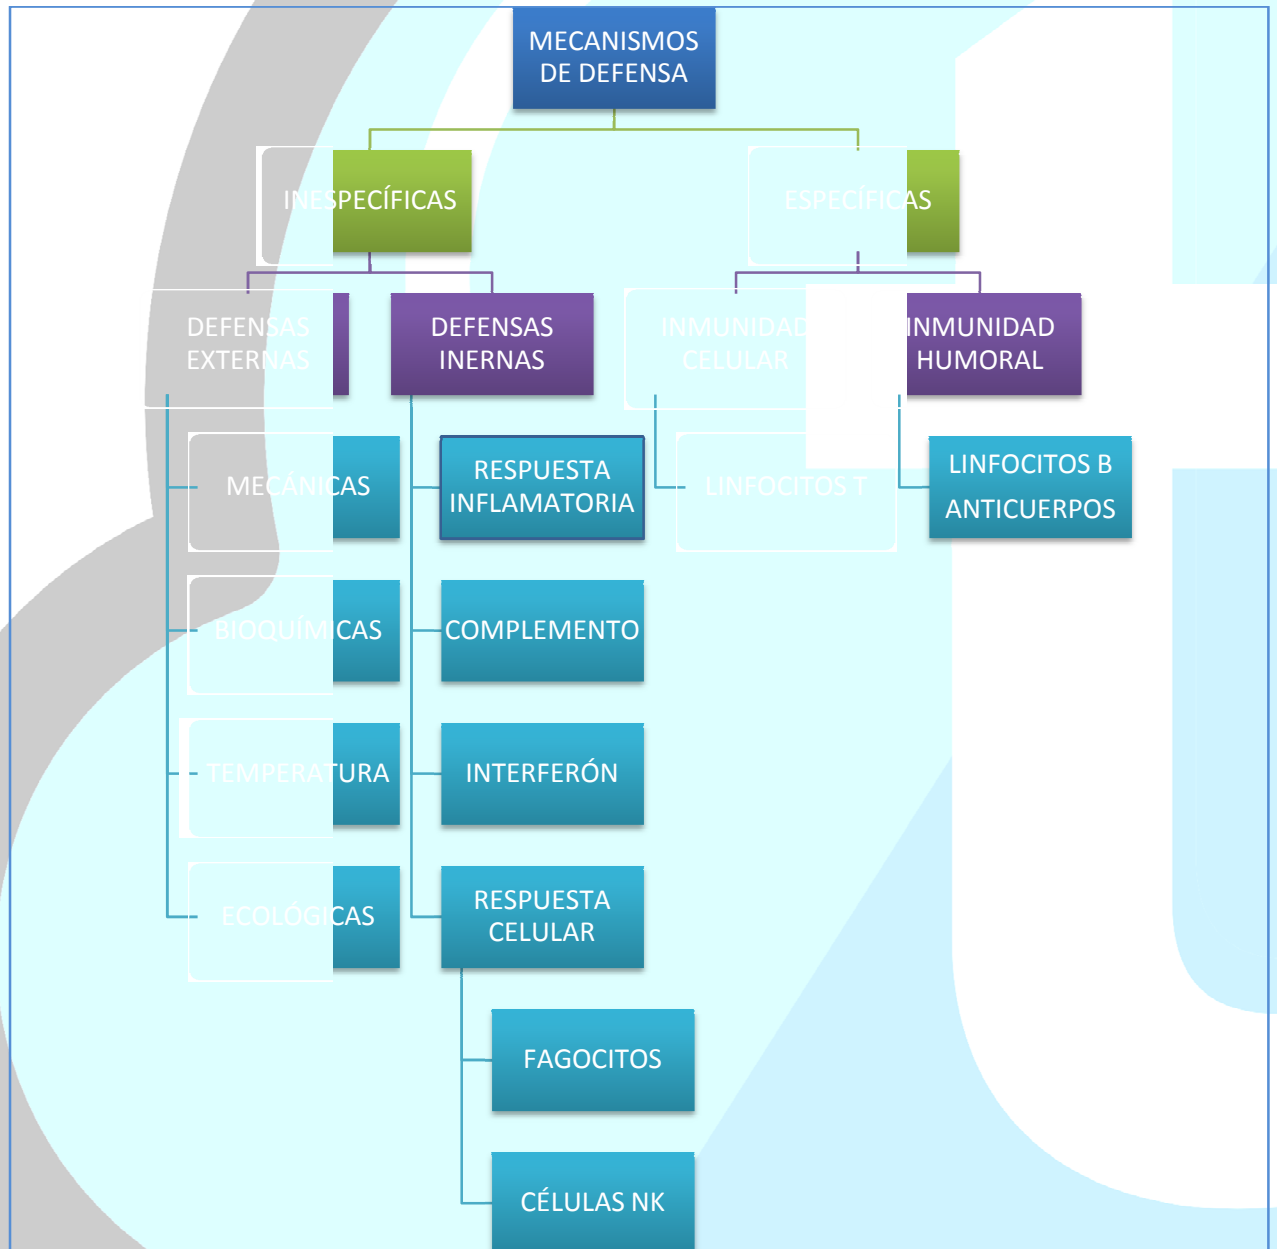 MECANISMOS
DE DEFENSA
INESPECÍFICAS
ESPECÍFICAS
DEFENSAS
EXTERNAS
DEFENSAS
INERNAS
INMUNIDAD
CELULAR
INMUNIDAD
HUMORAL
MECÁNICAS
RESPUESTA
INFLAMATORIA
LINFOCITOS T
LINFOCITOS B
ANTICUERPOS
BIOQUÍMICAS
COMPLEMENTO
TEMPERATURA
INTERFERÓN
ECOLÓGICAS
RESPUESTA
CELULAR
FAGOCITOS
CÉLULAS NK